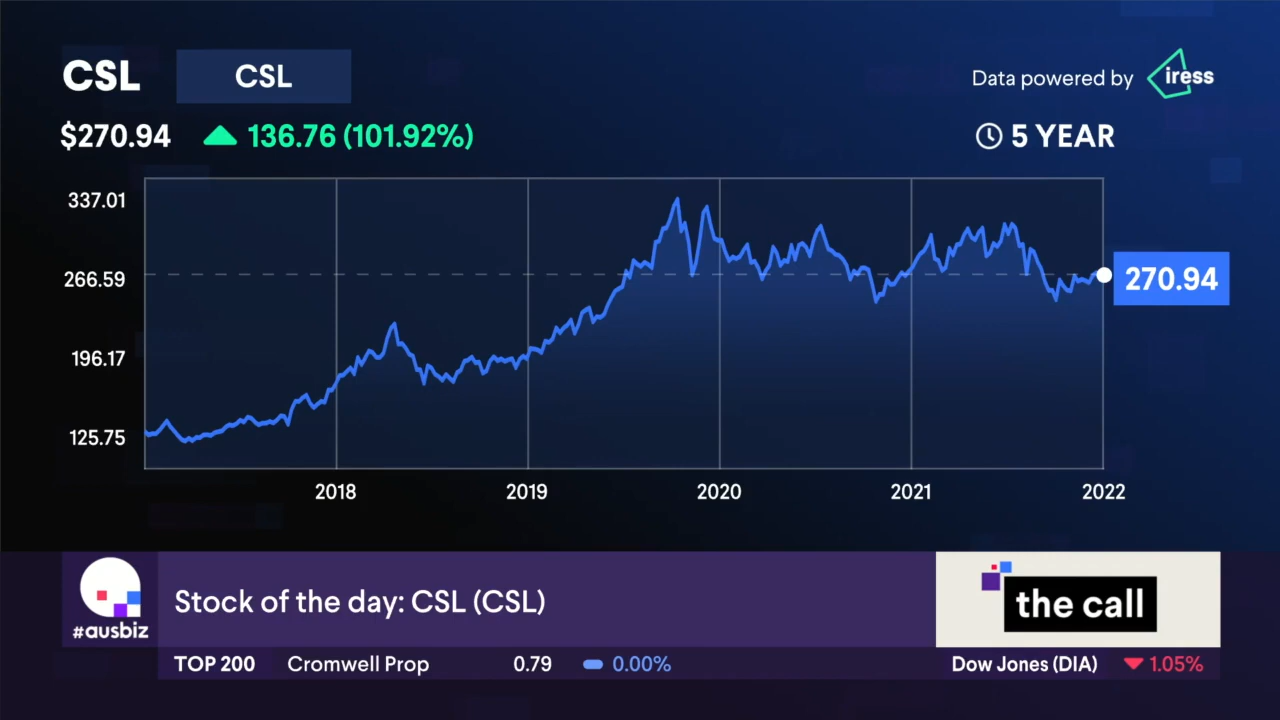 CSL CSL Data powered by iress
$270.94 136.76 (101.92%) 5 YEAR
337.01
266.59 270.94
196.17
125.75
2018 2019 2020 2021 2022
Stock of the day: CSL (CSL) the call
#ausbiz
TOP 200 Cromwell Prop 0.79 0.00% Dow Jones (DIA) 1.05%